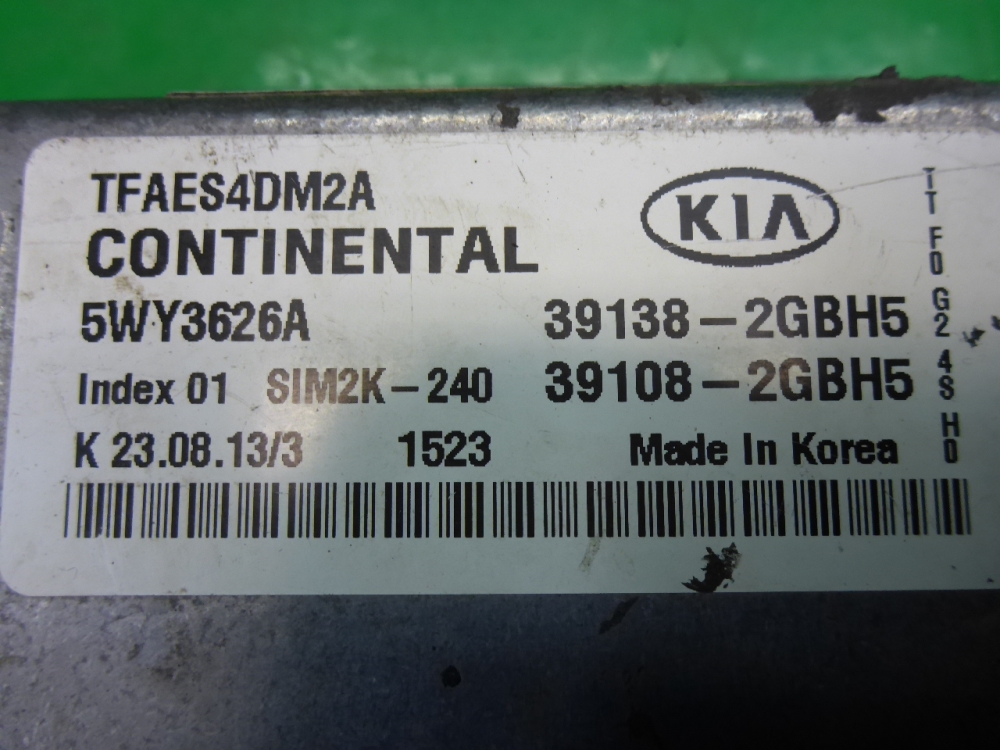 TFAES4DM2A
KIA
CONTINENTAL
5WY3626A 39138-2GBH5
Index 01 SIM2K-240 39108-2GBH5
K 23.08.13/3 1523 Made In Korea
TT F0 G2 4S H0